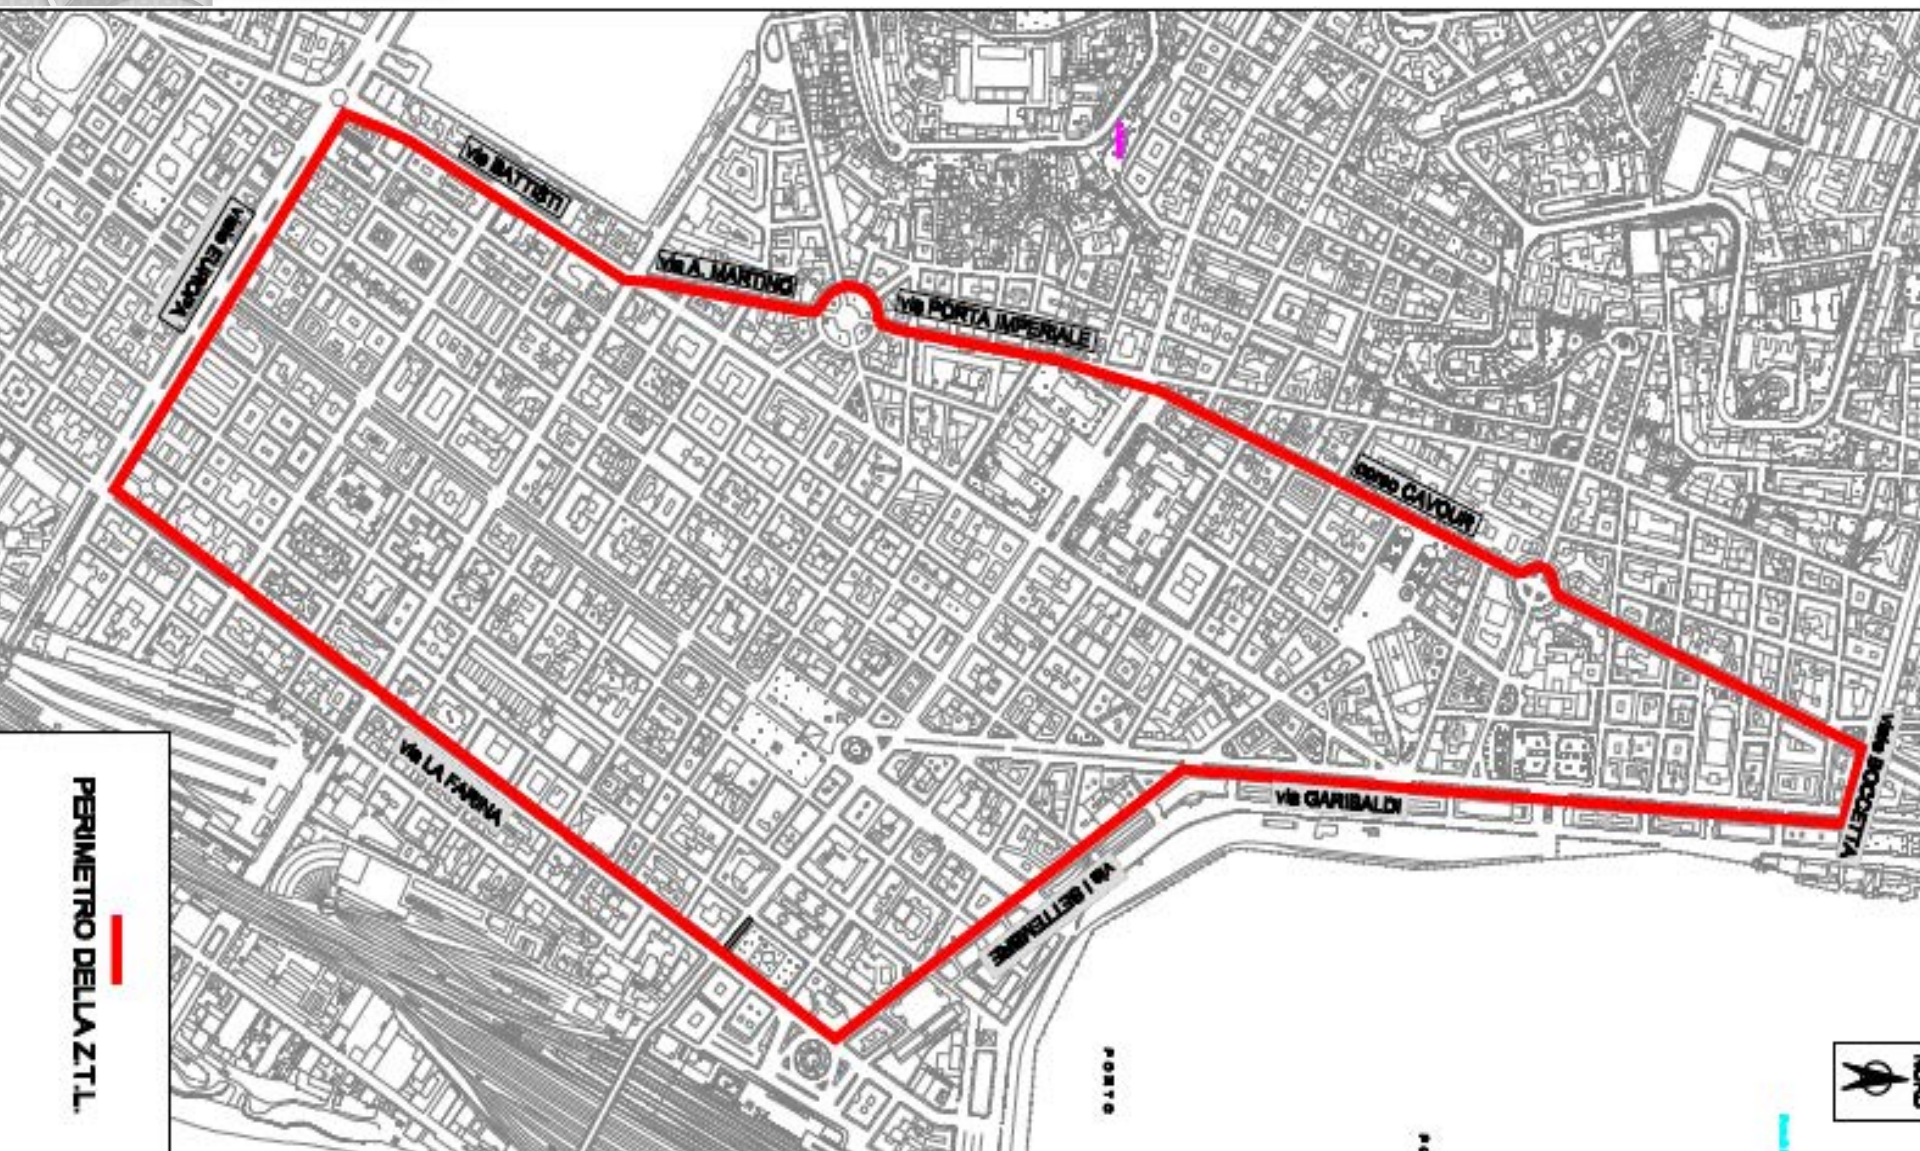 via BATTISTI
viale EUROPA
via A. MARTINO
via PORTA IMPERIALE
corso CAVOUR
viale BOCCETTA
via GARIBALDI
via I SETTEMBRE
via LA FARINA
PERIMETRO DELLA Z.T.L.
PORTO